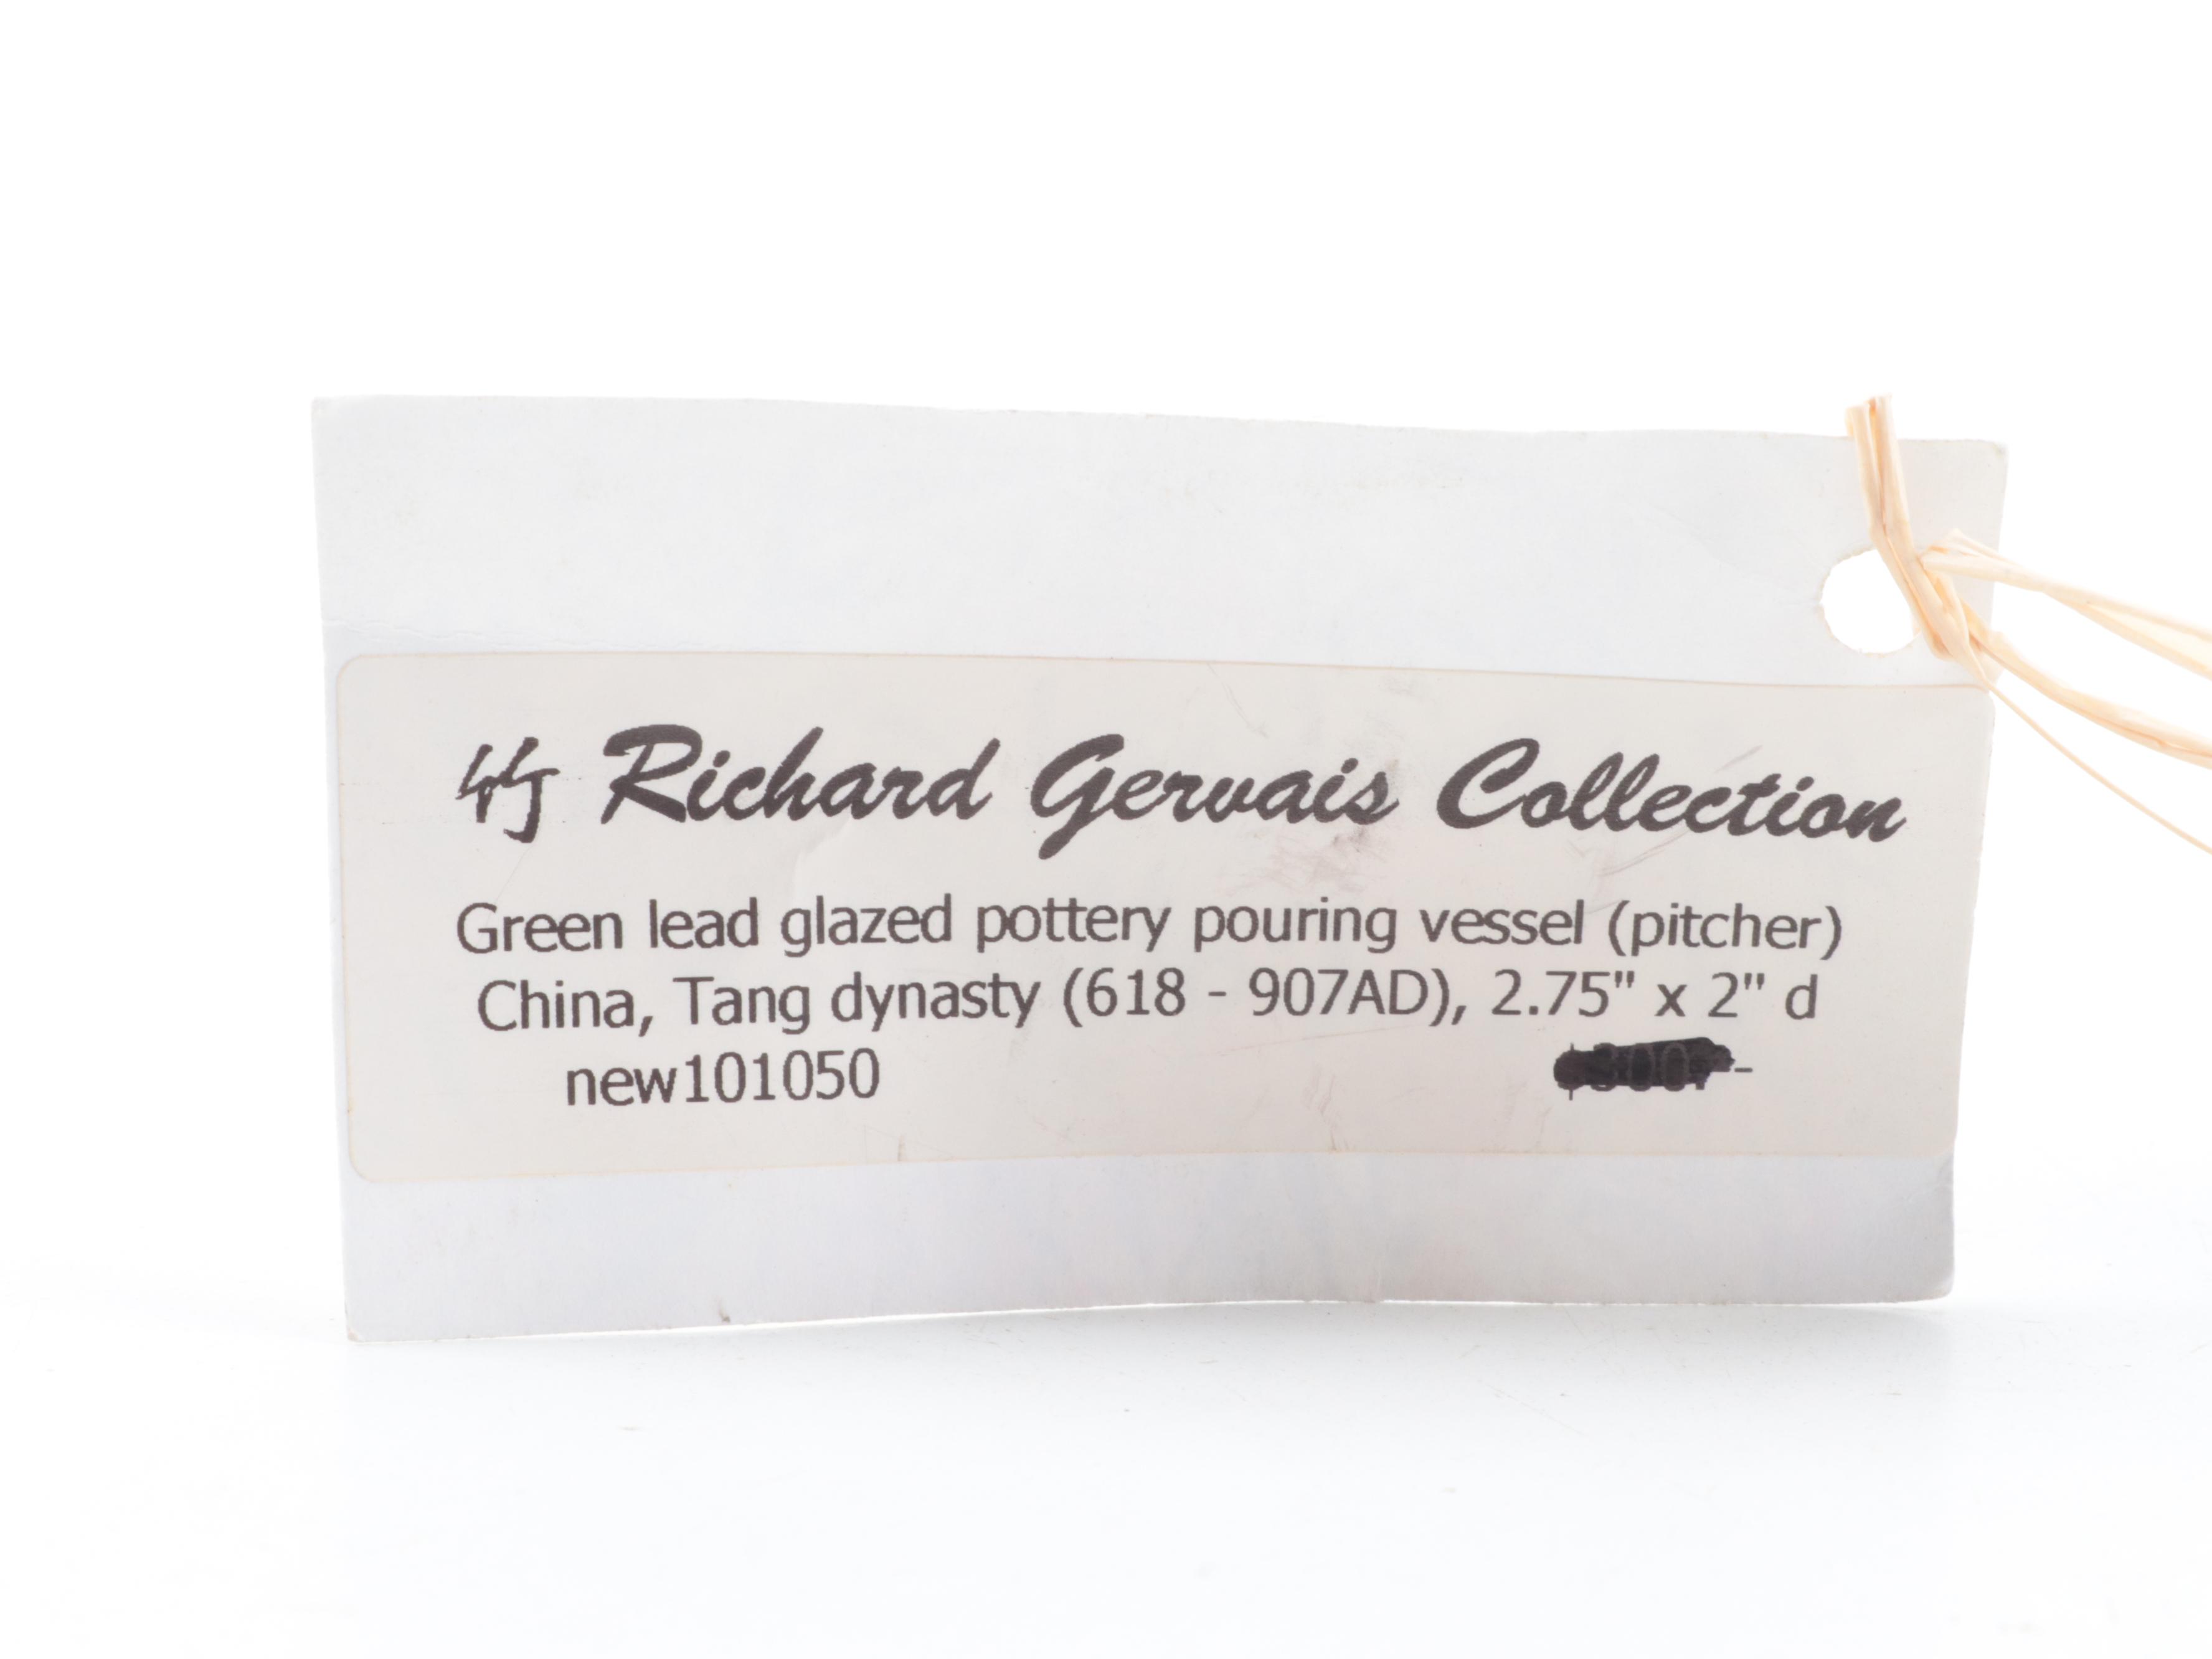 Richard Gervais Collection
Green lead glazed pottery pouring vessel (pitcher)
China, Tang dynasty (618 - 907AD), 2.75" x 2" d
new101050